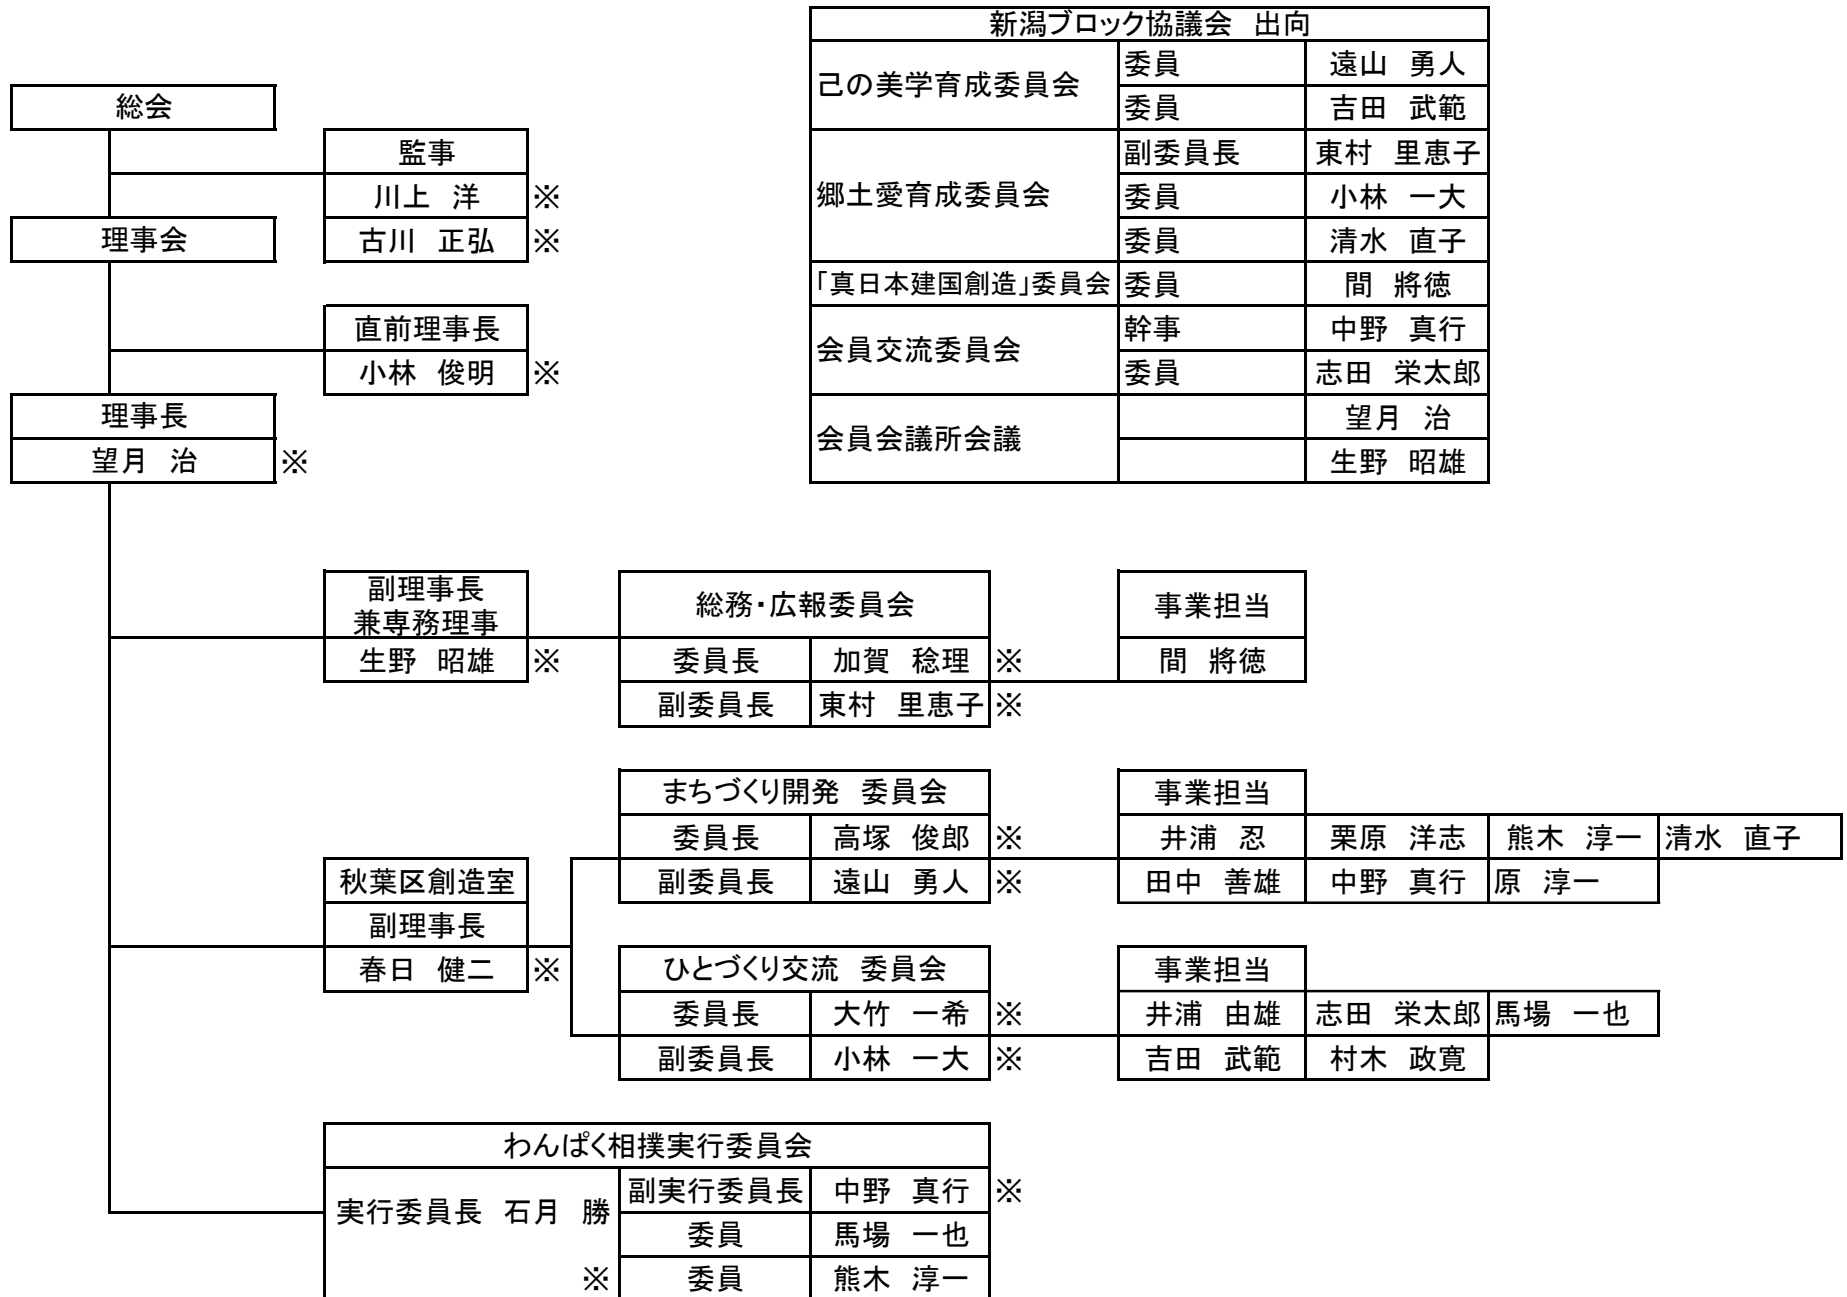 新潟ブロック協議会　出向
己の美学育成委員会 委員 遠山　勇人
委員 吉田　武範
郷土愛育成委員会 副委員長 東村　里恵子
委員 小林　一大
委員 清水　直子
「真日本建国創造」委員会 委員 間　將徳
会員交流委員会 幹事 中野　真行
委員 志田　栄太郎
会員会議所会議 望月　治
生野　昭雄
総会
監事
川上　洋 ※
古川　正弘 ※
理事会
直前理事長
小林　俊明 ※
理事長
望月　治 ※
副理事長
兼専務理事
生野　昭雄 ※
総務・広報委員会
委員長 加賀　稔理 ※
副委員長 東村　里恵子 ※
事業担当
間　將徳
秋葉区創造室
副理事長
春日　健二 ※
まちづくり開発　委員会
委員長 高塚　俊郎 ※
副委員長 遠山　勇人 ※
事業担当
井浦　忍 栗原　洋志 熊木　淳一 清水　直子
田中　善雄 中野　真行 原　淳一
ひとづくり交流　委員会
委員長 大竹　一希 ※
副委員長 小林　一大 ※
事業担当
井浦　由雄 志田　栄太郎 馬場　一也
吉田　武範 村木　政寛
わんぱく相撲実行委員会
実行委員長　石月　勝 ※
副実行委員長 中野　真行 ※
委員 馬場　一也
委員 熊木　淳一